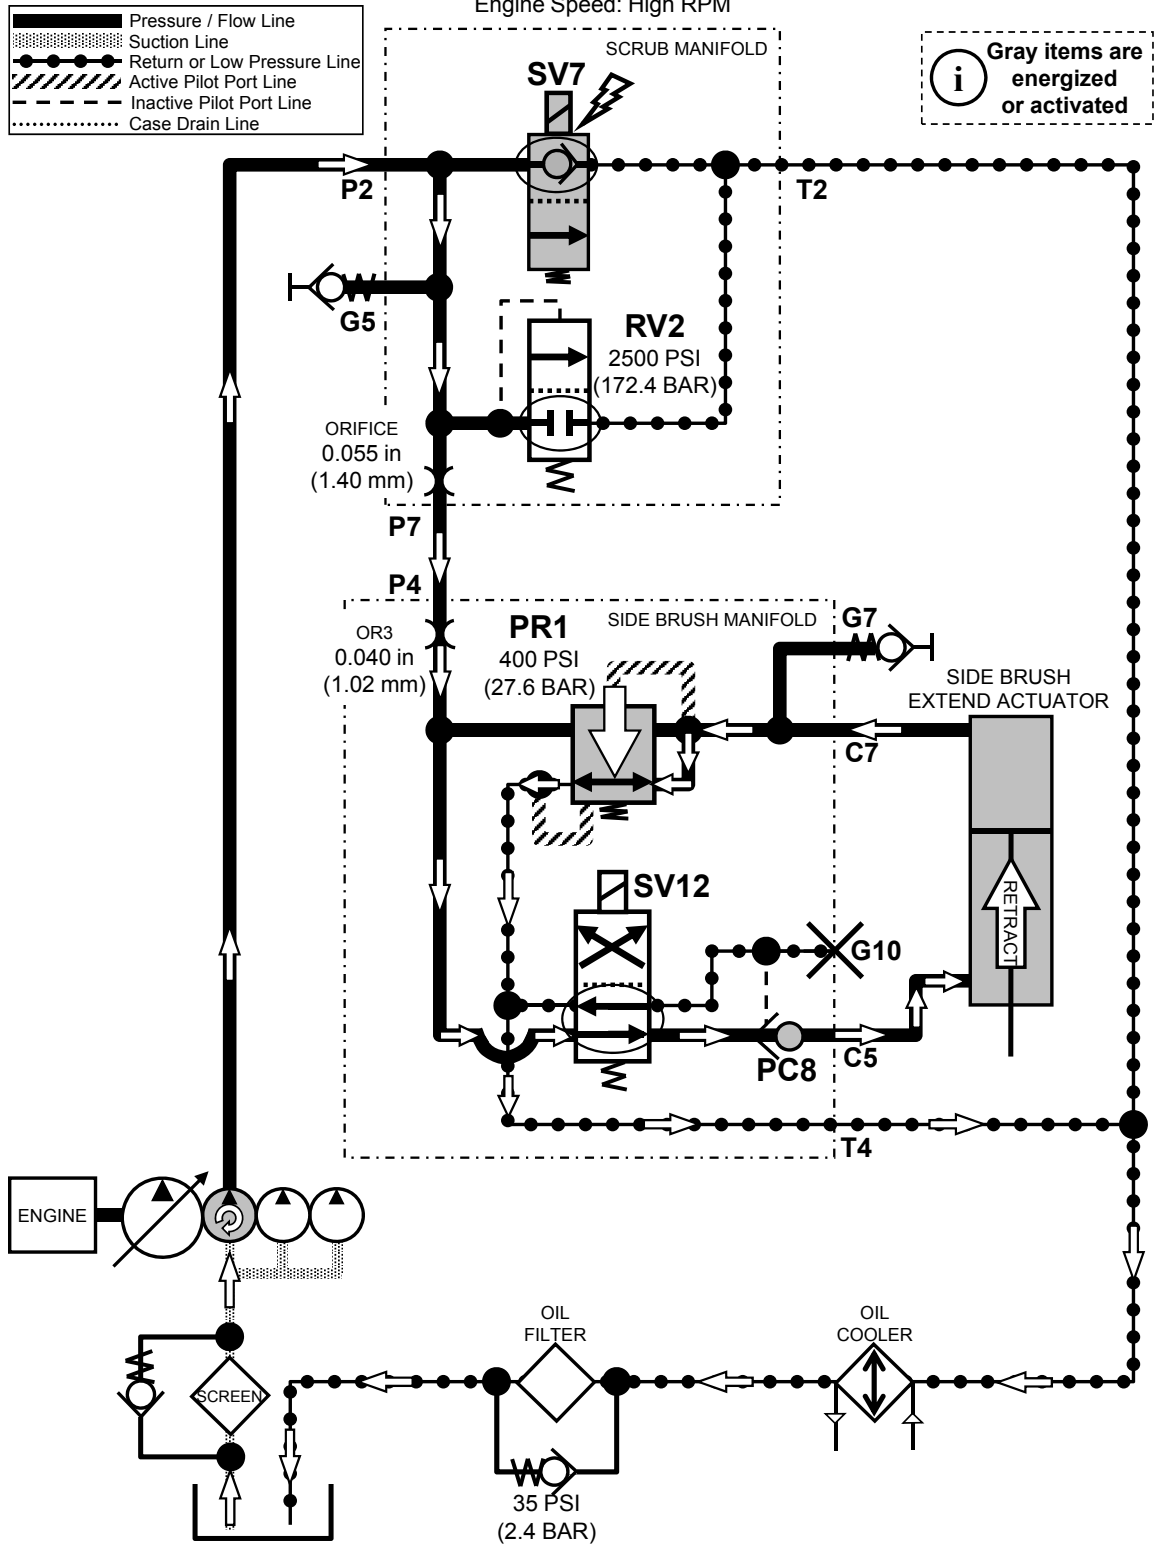 Engine Speed: High RPM
Pressure / Flow Line
Suction Line
Return or Low Pressure Line
Active Pilot Port Line
Inactive Pilot Port Line
Case Drain Line
SCRUB MANIFOLD
i
Gray items are
energized
or activated
SV7
P2
T2
G5
RV2
2500 PSI
(172.4 BAR)
ORIFICE
0.055 in
(1.40 mm)
P7
P4
OR3
0.040 in
(1.02 mm)
PR1
400 PSI
(27.6 BAR)
SIDE BRUSH MANIFOLD
G7
SIDE BRUSH
EXTEND ACTUATOR
C7
RETRACT
SV12
G10
PC8
C5
T4
ENGINE
SCREEN
OIL
FILTER
35 PSI
(2.4 BAR)
OIL
COOLER